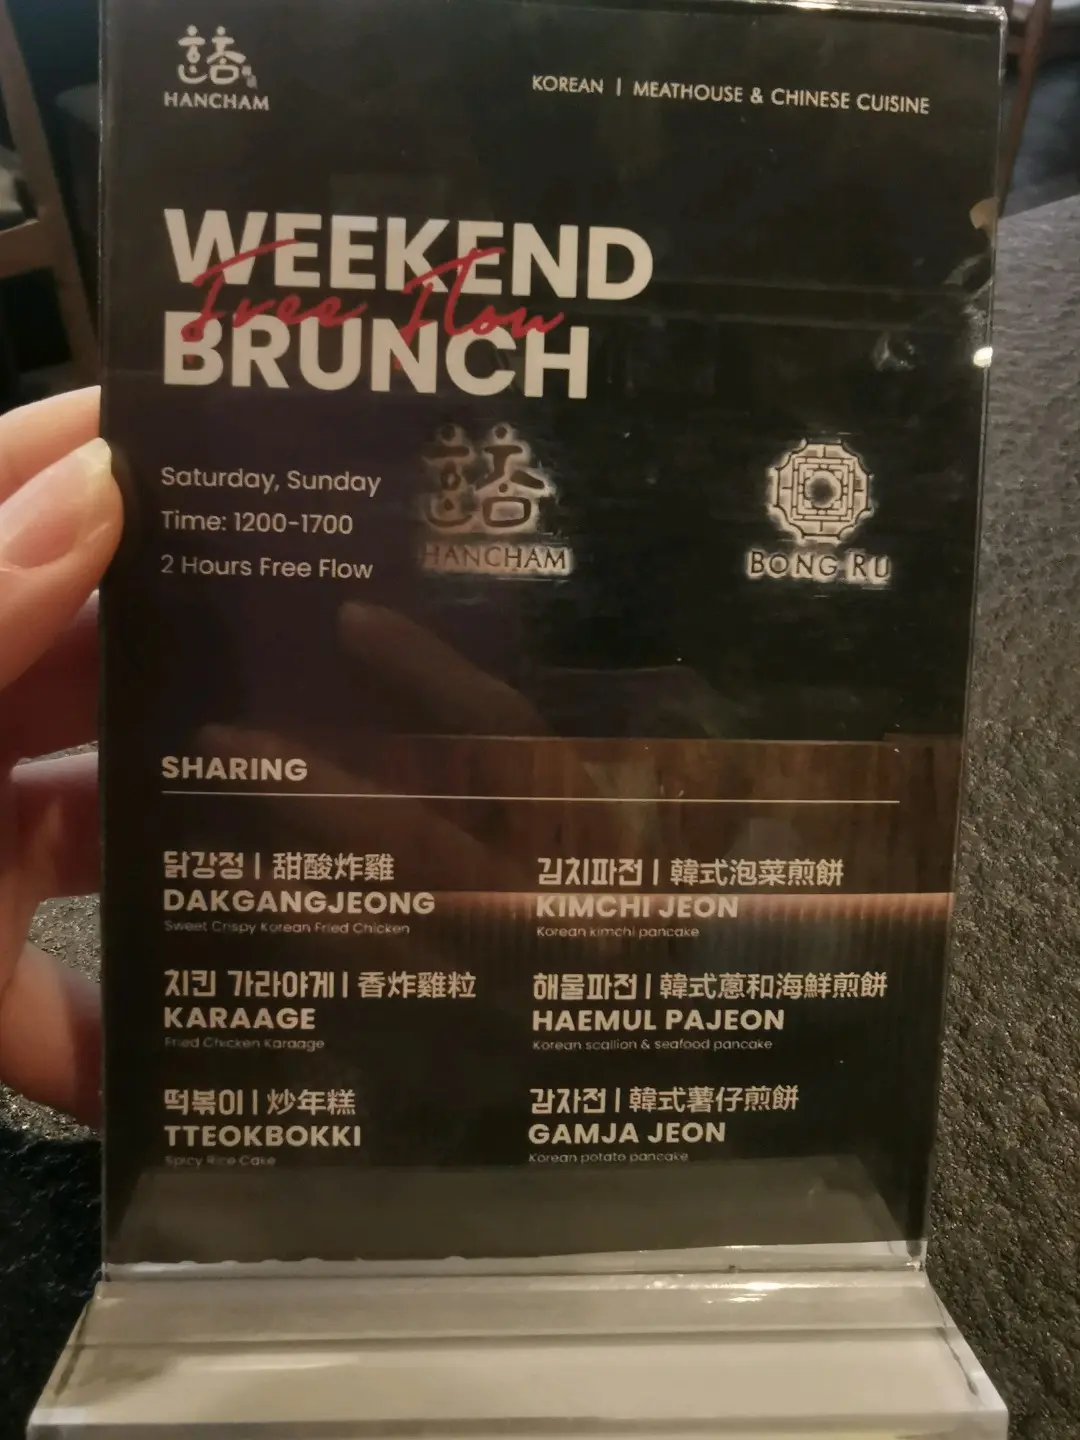 HANCHAM
KOREAN | MEATHOUSE & CHINESE CUISINE
WEEKEND
Free Flow
BRUNCH
Saturday, Sunday
Time: 1200-1700
2 Hours Free Flow
HANCHAM
BONG RU
SHARING
닭강정 | 甜酸炸雞
DAKGANGJEONG
Sweet Crispy Korean Fried Chicken
치킨 가라아게 | 香炸雞粒
KARAAGE
Fried Chicken Karaage
떡볶이 | 炒年糕
TTEOKBOKKI
Spicy Rice Cake
김치파전 | 韓式泡菜煎餅
KIMCHI JEON
Korean kimchi pancake
해물파전 | 韓式蔥和海鮮煎餅
HAEMUL PAJEON
Korean scallion & seafood pancake
감자전 | 韓式薯仔煎餅
GAMJA JEON
Korean potato pancake